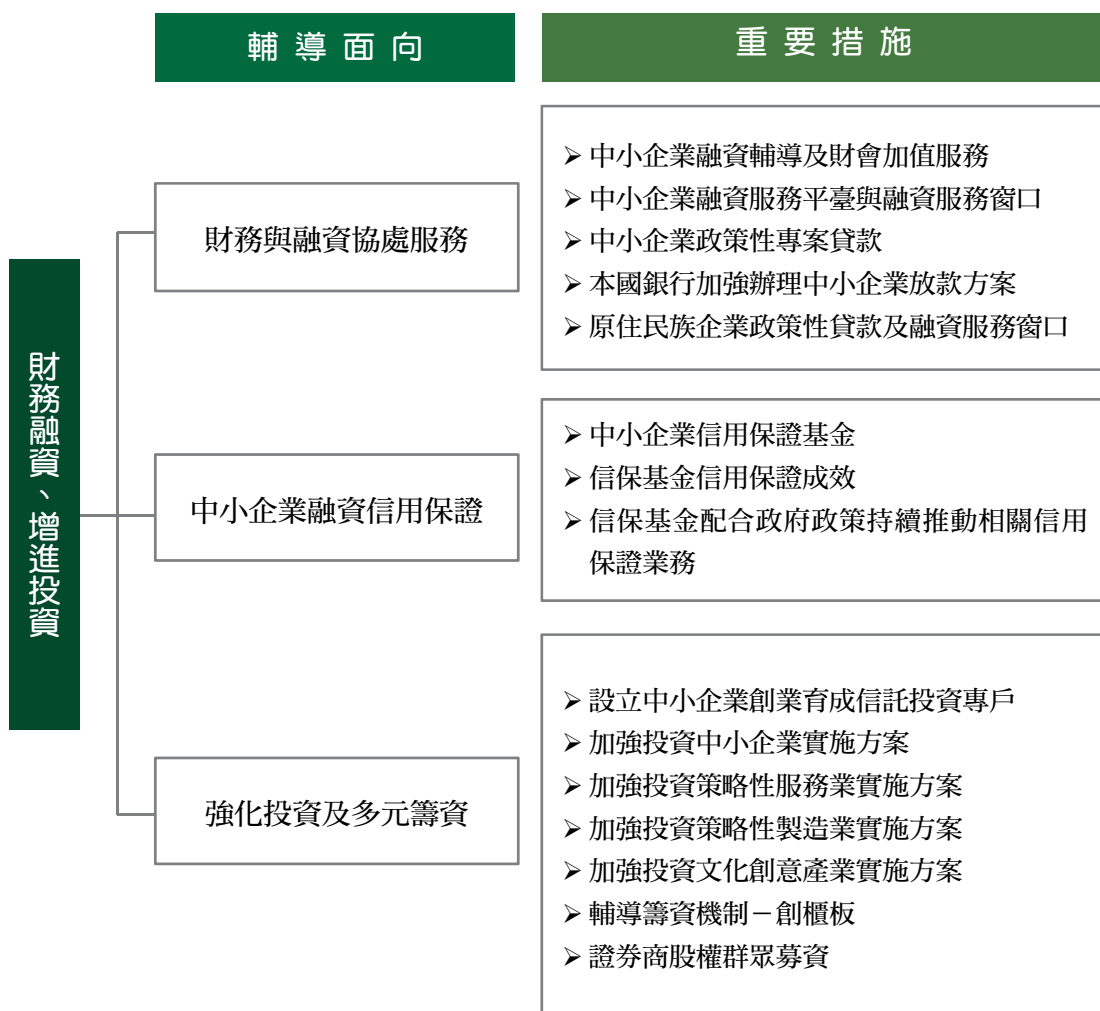 輔導面向
重要措施
財務融資、增進投資
財務與融資協處服務
➢中小企業融資輔導及財會加值服務
➢中小企業融資服務平臺與融資服務窗口
➢中小企業政策性專案貸款
➢本國銀行加強辦理中小企業放款方案
➢原住民族企業政策性貸款及融資服務窗口
中小企業融資信用保證
➢中小企業信用保證基金
➢信保基金信用保證成效
➢信保基金配合政府政策持續推動相關信用
保證業務
強化投資及多元籌資
➢設立中小企業創業育成信託投資專戶
➢加強投資中小企業實施方案
➢加強投資策略性服務業實施方案
➢加強投資策略性製造業實施方案
➢加強投資文化創意產業實施方案
➢輔導籌資機制－創櫃板
➢證券商股權群眾募資